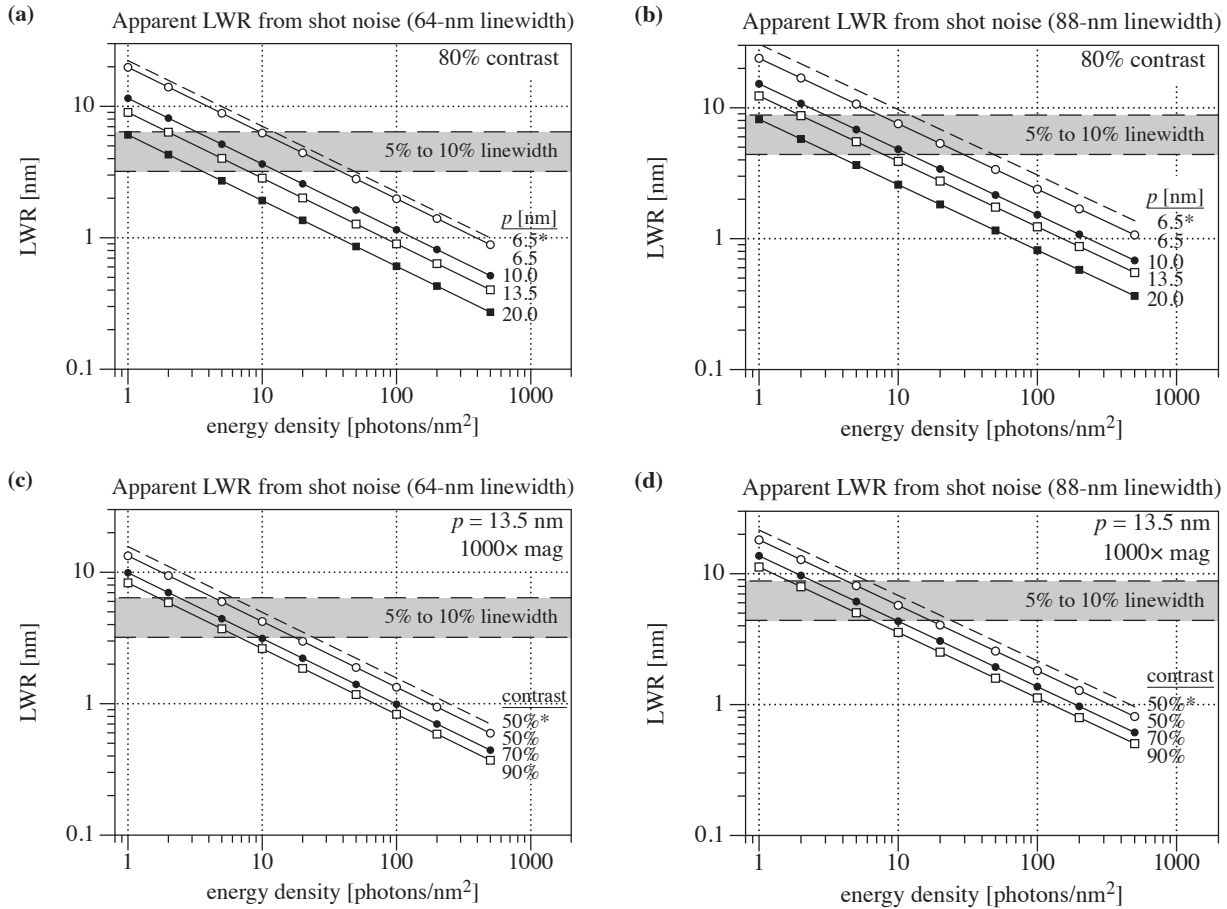 (a)
Apparent LWR from shot noise (64-nm linewidth)
80% contrast
5% to 10% linewidth
p [nm]
6.5*
6.5
10.0
13.5
20.0
10
1
0.1
LWR [nm]
1 10 100 1000
energy density [photons/nm²]
(b)
Apparent LWR from shot noise (88-nm linewidth)
80% contrast
5% to 10% linewidth
p [nm]
6.5*
6.5
10.0
13.5
20.0
10
1
0.1
LWR [nm]
1 10 100 1000
energy density [photons/nm²]
(c)
Apparent LWR from shot noise (64-nm linewidth)
p = 13.5 nm
1000× mag
5% to 10% linewidth
contrast
50%*
50%
70%
90%
10
1
0.1
LWR [nm]
1 10 100 1000
energy density [photons/nm²]
(d)
Apparent LWR from shot noise (88-nm linewidth)
p = 13.5 nm
1000× mag
5% to 10% linewidth
contrast
50%*
50%
70%
90%
10
1
0.1
LWR [nm]
1 10 100 1000
energy density [photons/nm²]